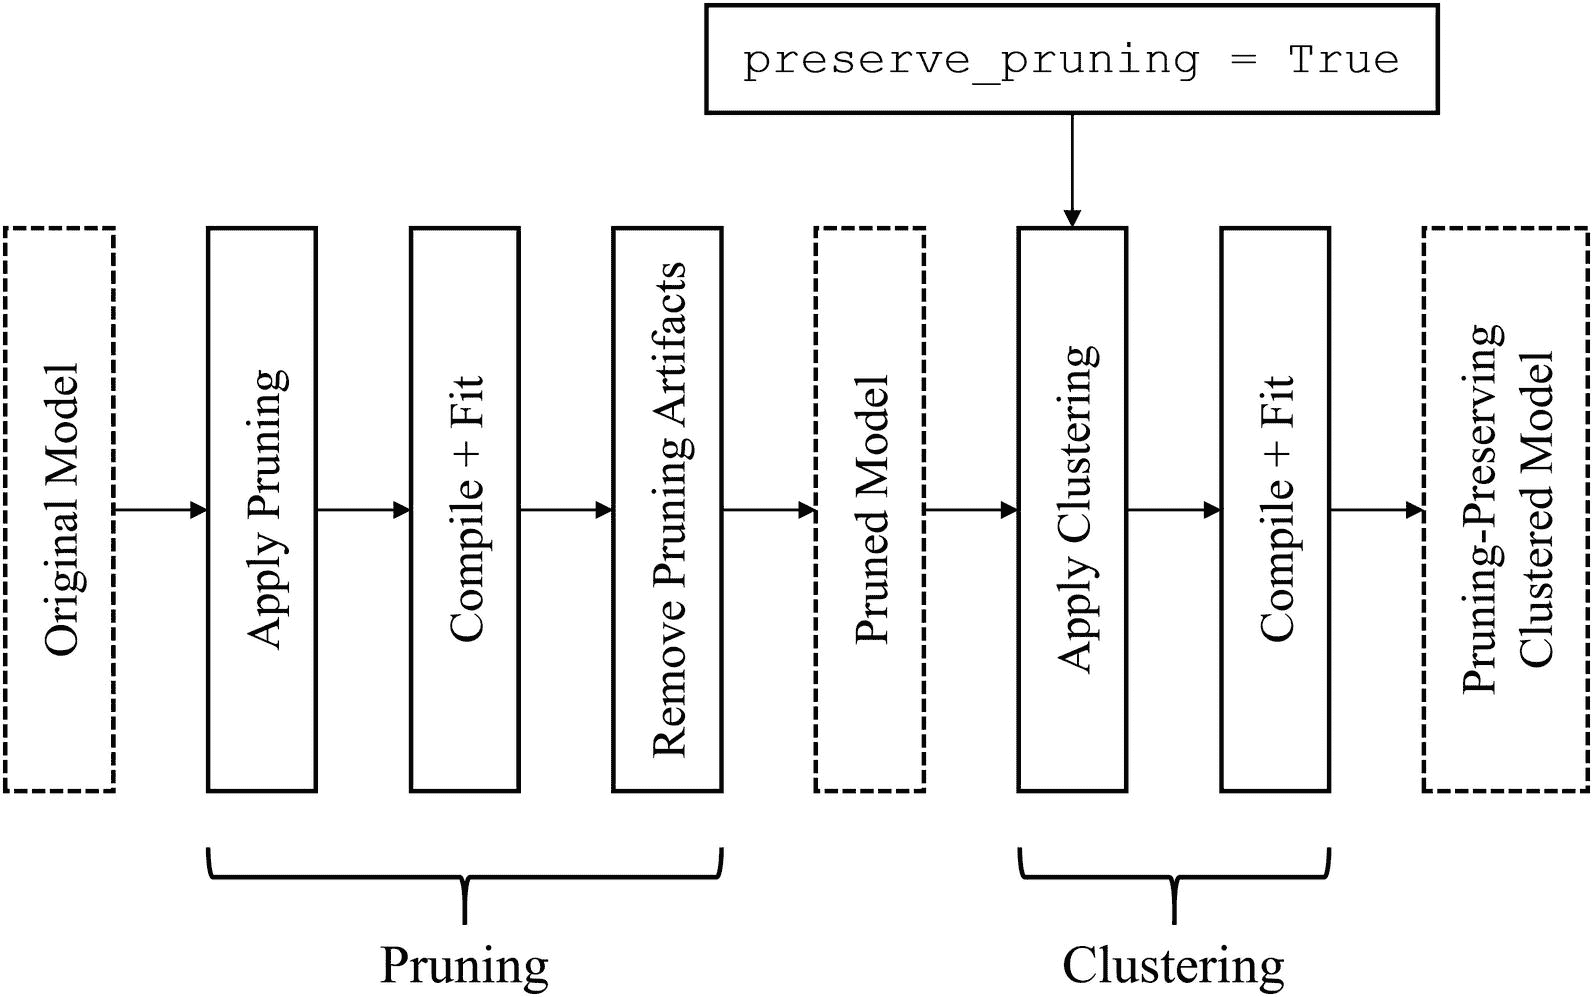 preserve_pruning = True
Original Model
Apply Pruning
Compile + Fit
Remove Pruning Artifacts
Pruned Model
Apply Clustering
Compile + Fit
Pruning-Preserving
Clustered Model
Pruning
Clustering